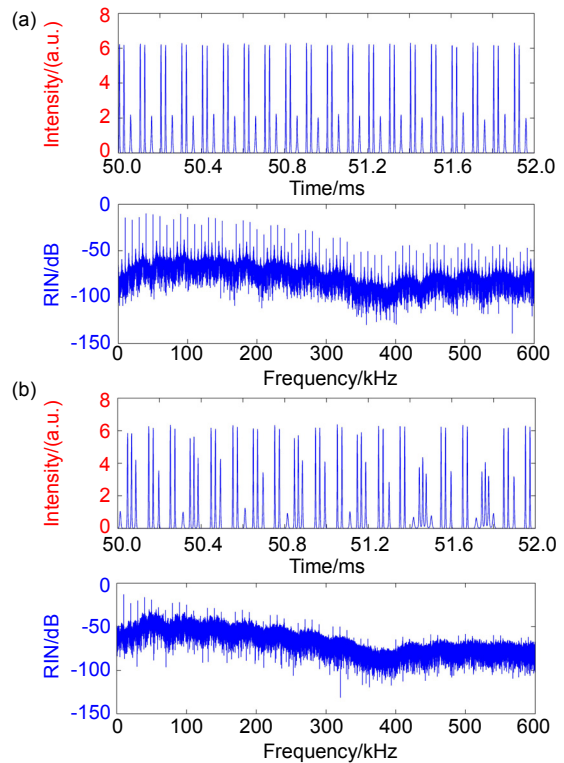 (a)
Intensity/(a.u.)
8
6
4
2
0
50.0 50.4 50.8 51.2 51.6 52.0
Time/ms
RIN/dB
0
-50
-100
-150
0 100 200 300 400 500 600
Frequency/kHz
(b)
Intensity/(a.u.)
8
6
4
2
0
50.0 50.4 50.8 51.2 51.6 52.0
Time/ms
RIN/dB
0
-50
-100
-150
0 100 200 300 400 500 600
Frequency/kHz